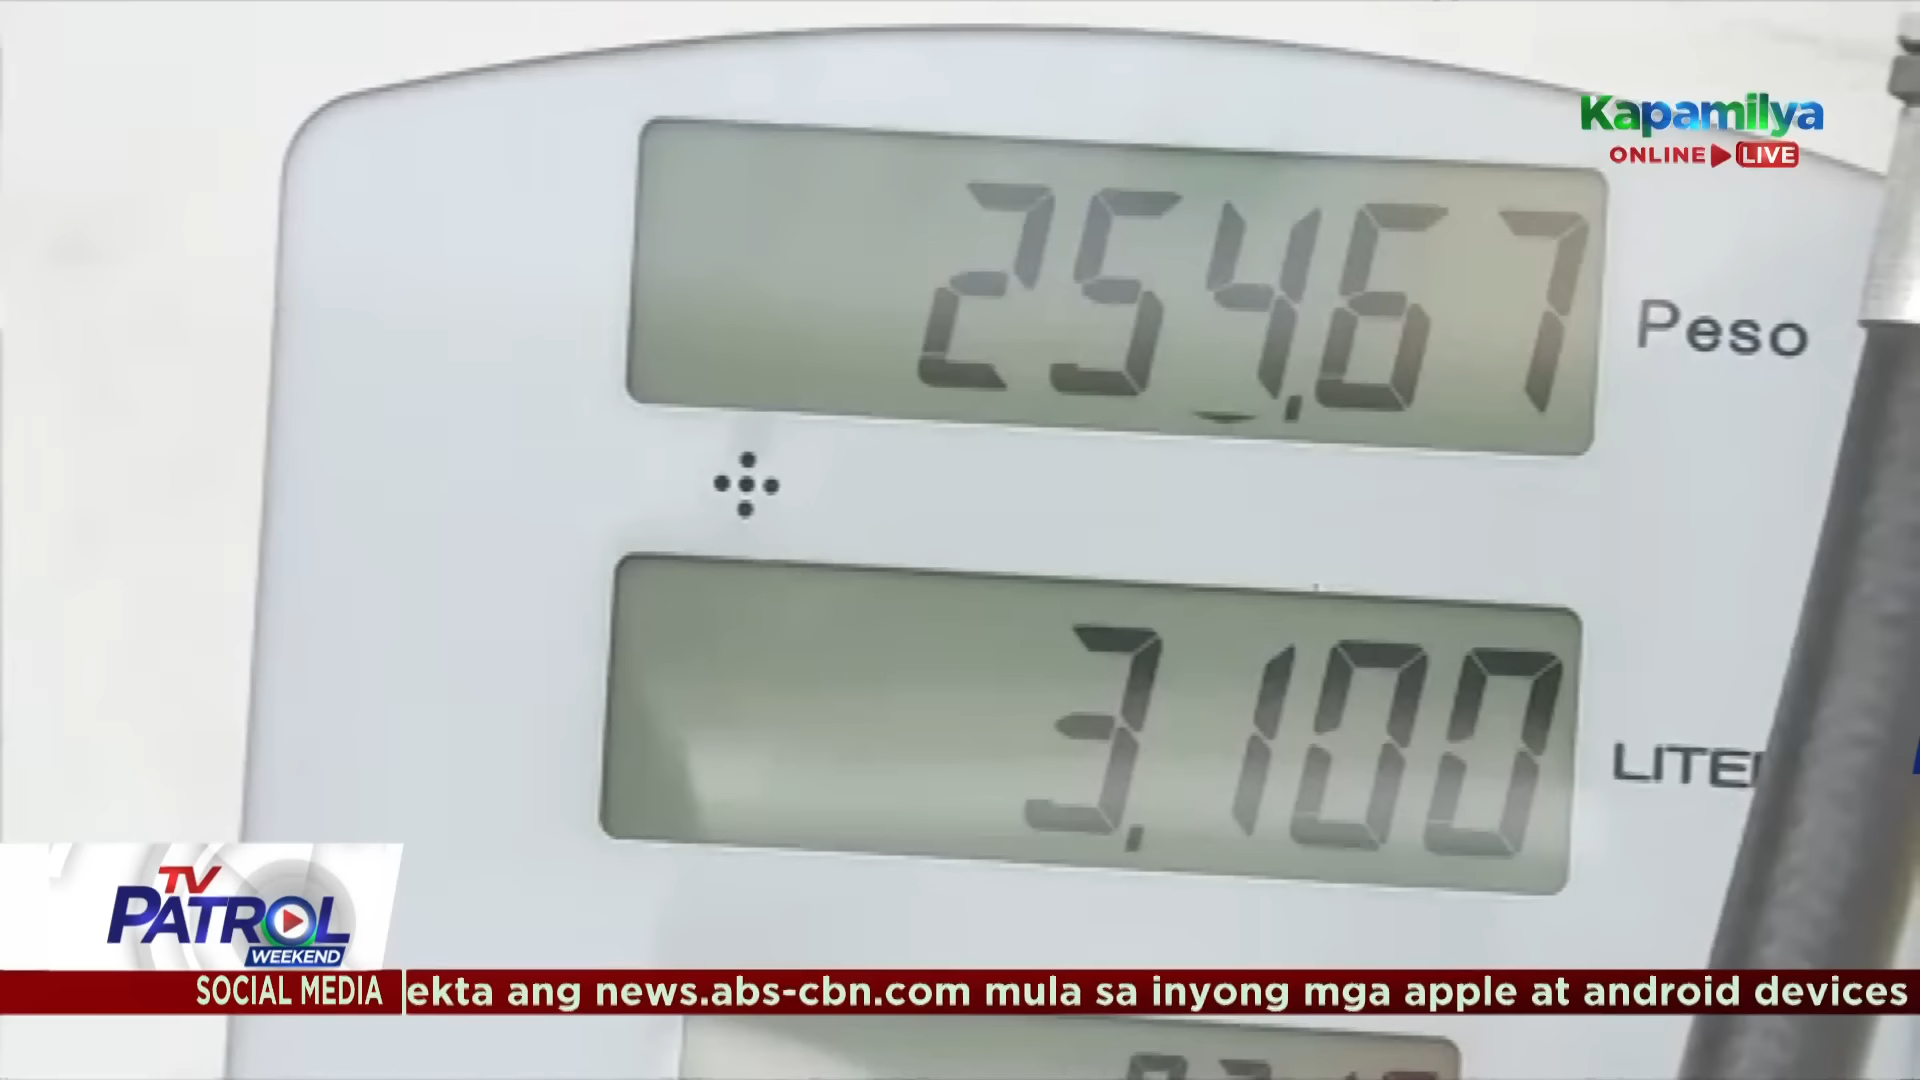 Kapamilya
ONLINE LIVE
254.67
Peso
3.100
LITE
TV
PATROL
WEEKEND
SOCIAL MEDIA ekta ang news.abs-cbn.com mula sa inyong mga apple at android devices